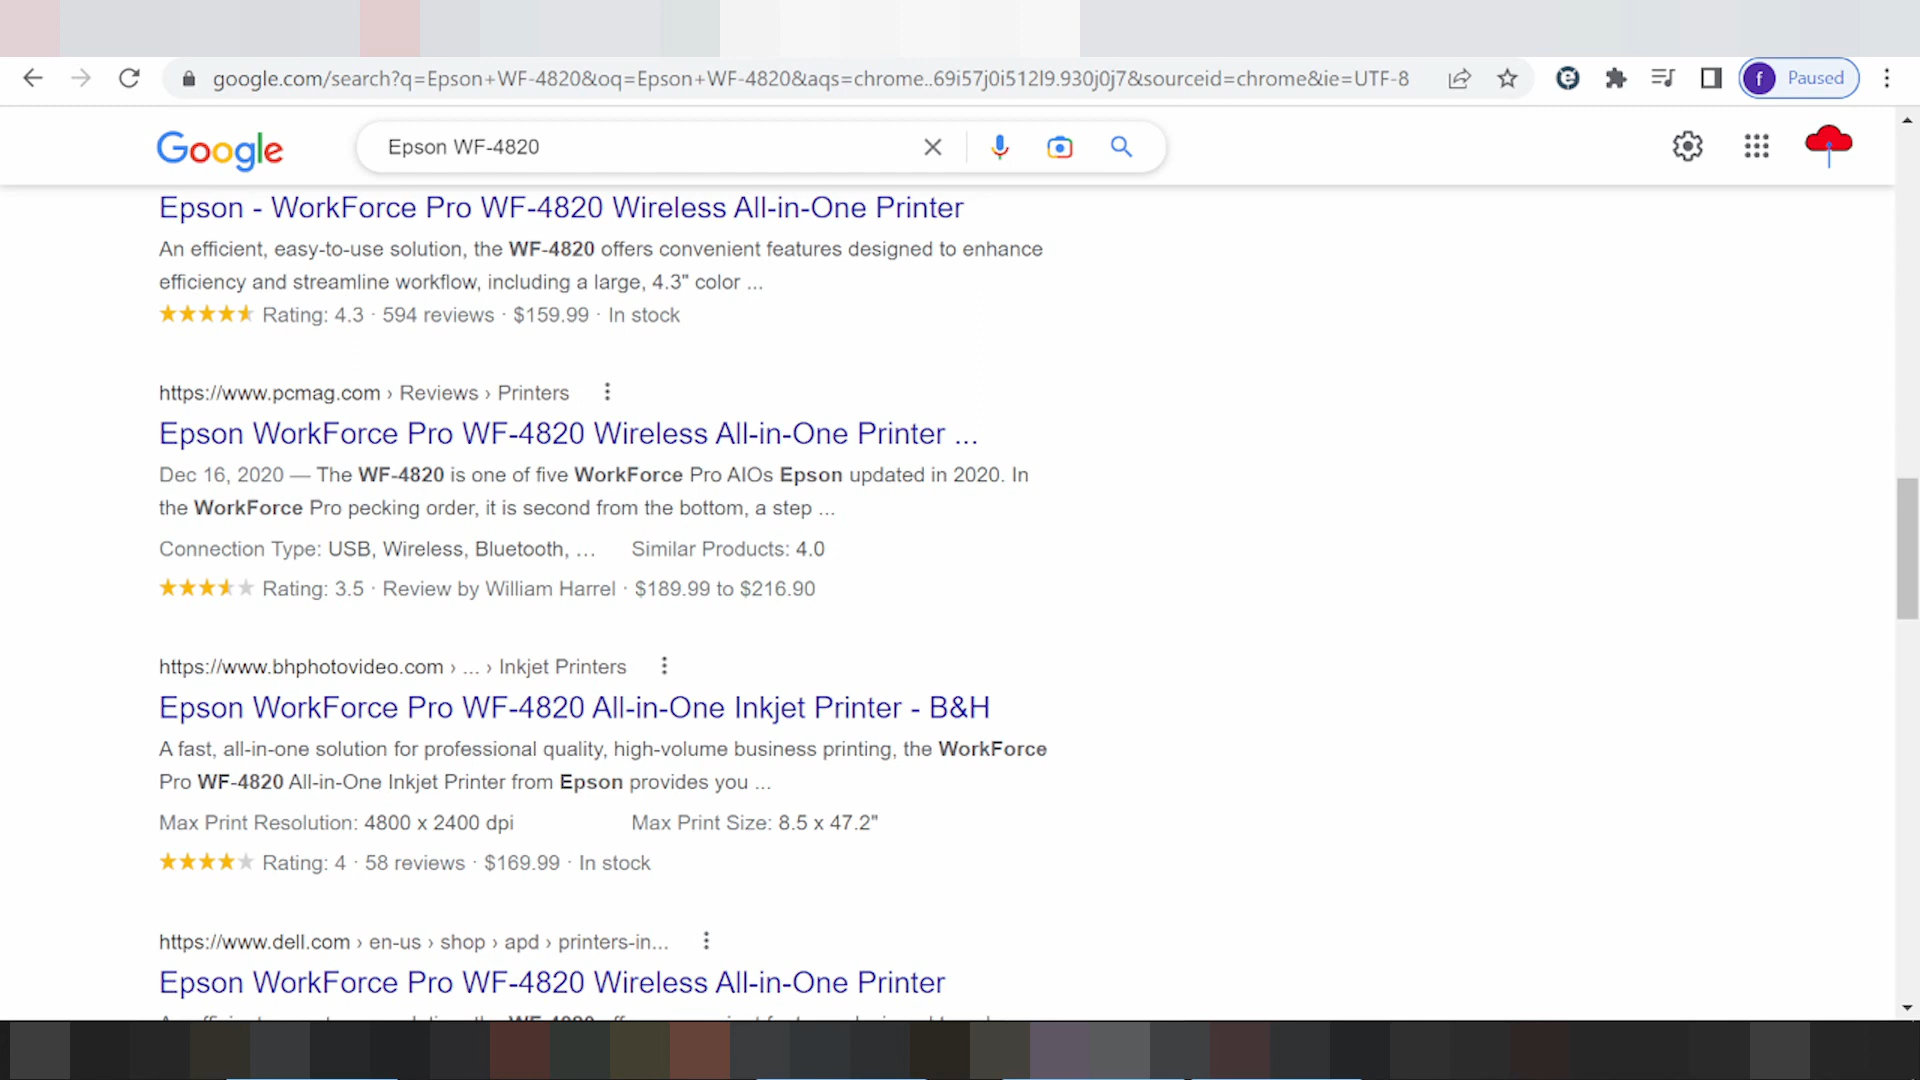 google.com/search?q=Epson+WF-4820&oq=Epson+WF-4820&aqs=chrome..69i57j0i512l9.930j0j7&sourceid=chrome&ie=UTF-8
f Paused
Google
Epson WF-4820
Epson - WorkForce Pro WF-4820 Wireless All-in-One Printer
An efficient, easy-to-use solution, the WF-4820 offers convenient features designed to enhance
efficiency and streamline workflow, including a large, 4.3" color ...
Rating: 4.3 · 594 reviews · $159.99 · In stock
https://www.pcmag.com › Reviews › Printers
Epson WorkForce Pro WF-4820 Wireless All-in-One Printer ...
Dec 16, 2020 — The WF-4820 is one of five WorkForce Pro AIOs Epson updated in 2020. In
the WorkForce Pro pecking order, it is second from the bottom, a step ...
Connection Type: USB, Wireless, Bluetooth, ... Similar Products: 4.0
Rating: 3.5 · Review by William Harrel · $189.99 to $216.90
https://www.bhphotovideo.com › ... › Inkjet Printers
Epson WorkForce Pro WF-4820 All-in-One Inkjet Printer - B&H
A fast, all-in-one solution for professional quality, high-volume business printing, the WorkForce
Pro WF-4820 All-in-One Inkjet Printer from Epson provides you ...
Max Print Resolution: 4800 x 2400 dpi Max Print Size: 8.5 x 47.2"
Rating: 4 · 58 reviews · $169.99 · In stock
https://www.dell.com › en-us › shop › apd › printers-in...
Epson WorkForce Pro WF-4820 Wireless All-in-One Printer